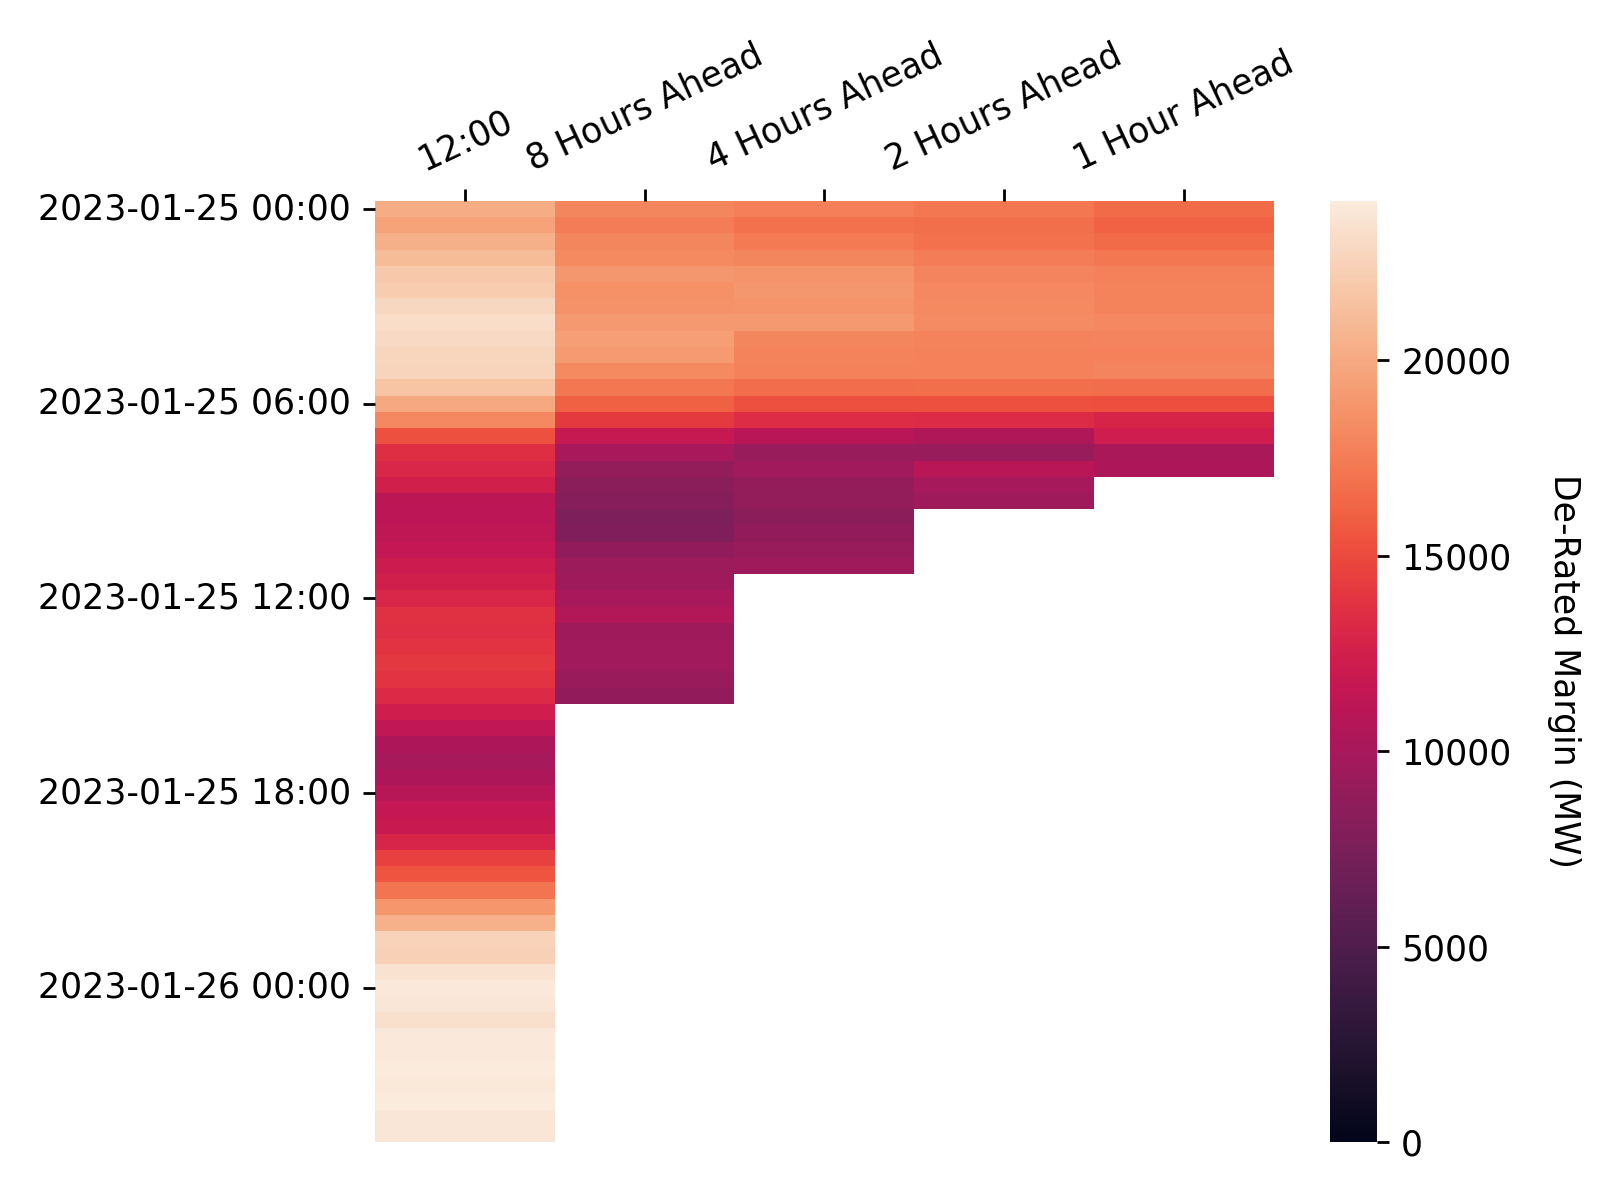 12:00
8 Hours Ahead
4 Hours Ahead
2 Hours Ahead
1 Hour Ahead
2023-01-25 00:00
2023-01-25 06:00
2023-01-25 12:00
2023-01-25 18:00
2023-01-26 00:00
20000
15000
10000
5000
0
De-Rated Margin (MW)